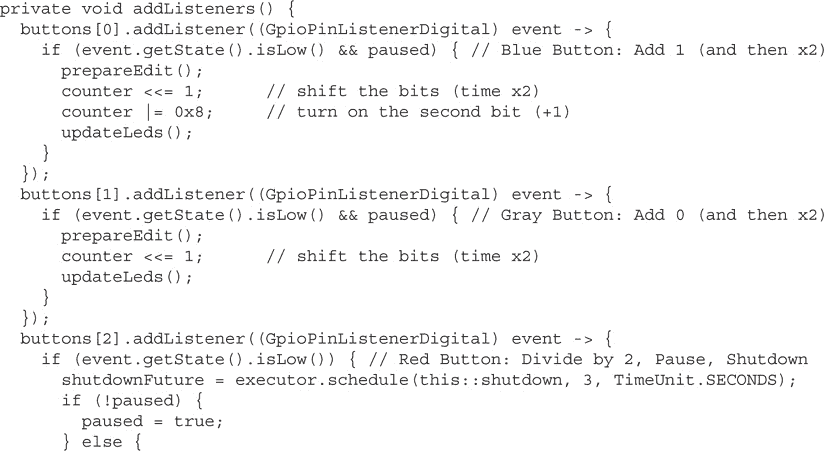 private void addListeners() {
  buttons[0].addListener((GpioPinListenerDigital) event -> {
    if (event.getState().isLow() && paused) { // Blue Button: Add 1 (and then x2)
      prepareEdit();
      counter <<= 1;      // shift the bits (time x2)
      counter |= 0x8;     // turn on the second bit (+1)
      updateLeds();
    }
  });
  buttons[1].addListener((GpioPinListenerDigital) event -> {
    if (event.getState().isLow() && paused) { // Gray Button: Add 0 (and then x2)
      prepareEdit();
      counter <<= 1;      // shift the bits (time x2)
      updateLeds();
    }
  });
  buttons[2].addListener((GpioPinListenerDigital) event -> {
    if (event.getState().isLow()) { // Red Button: Divide by 2, Pause, Shutdown
      shutdownFuture = executor.schedule(this::shutdown, 3, TimeUnit.SECONDS);
      if (!paused) {
        paused = true;
      } else {